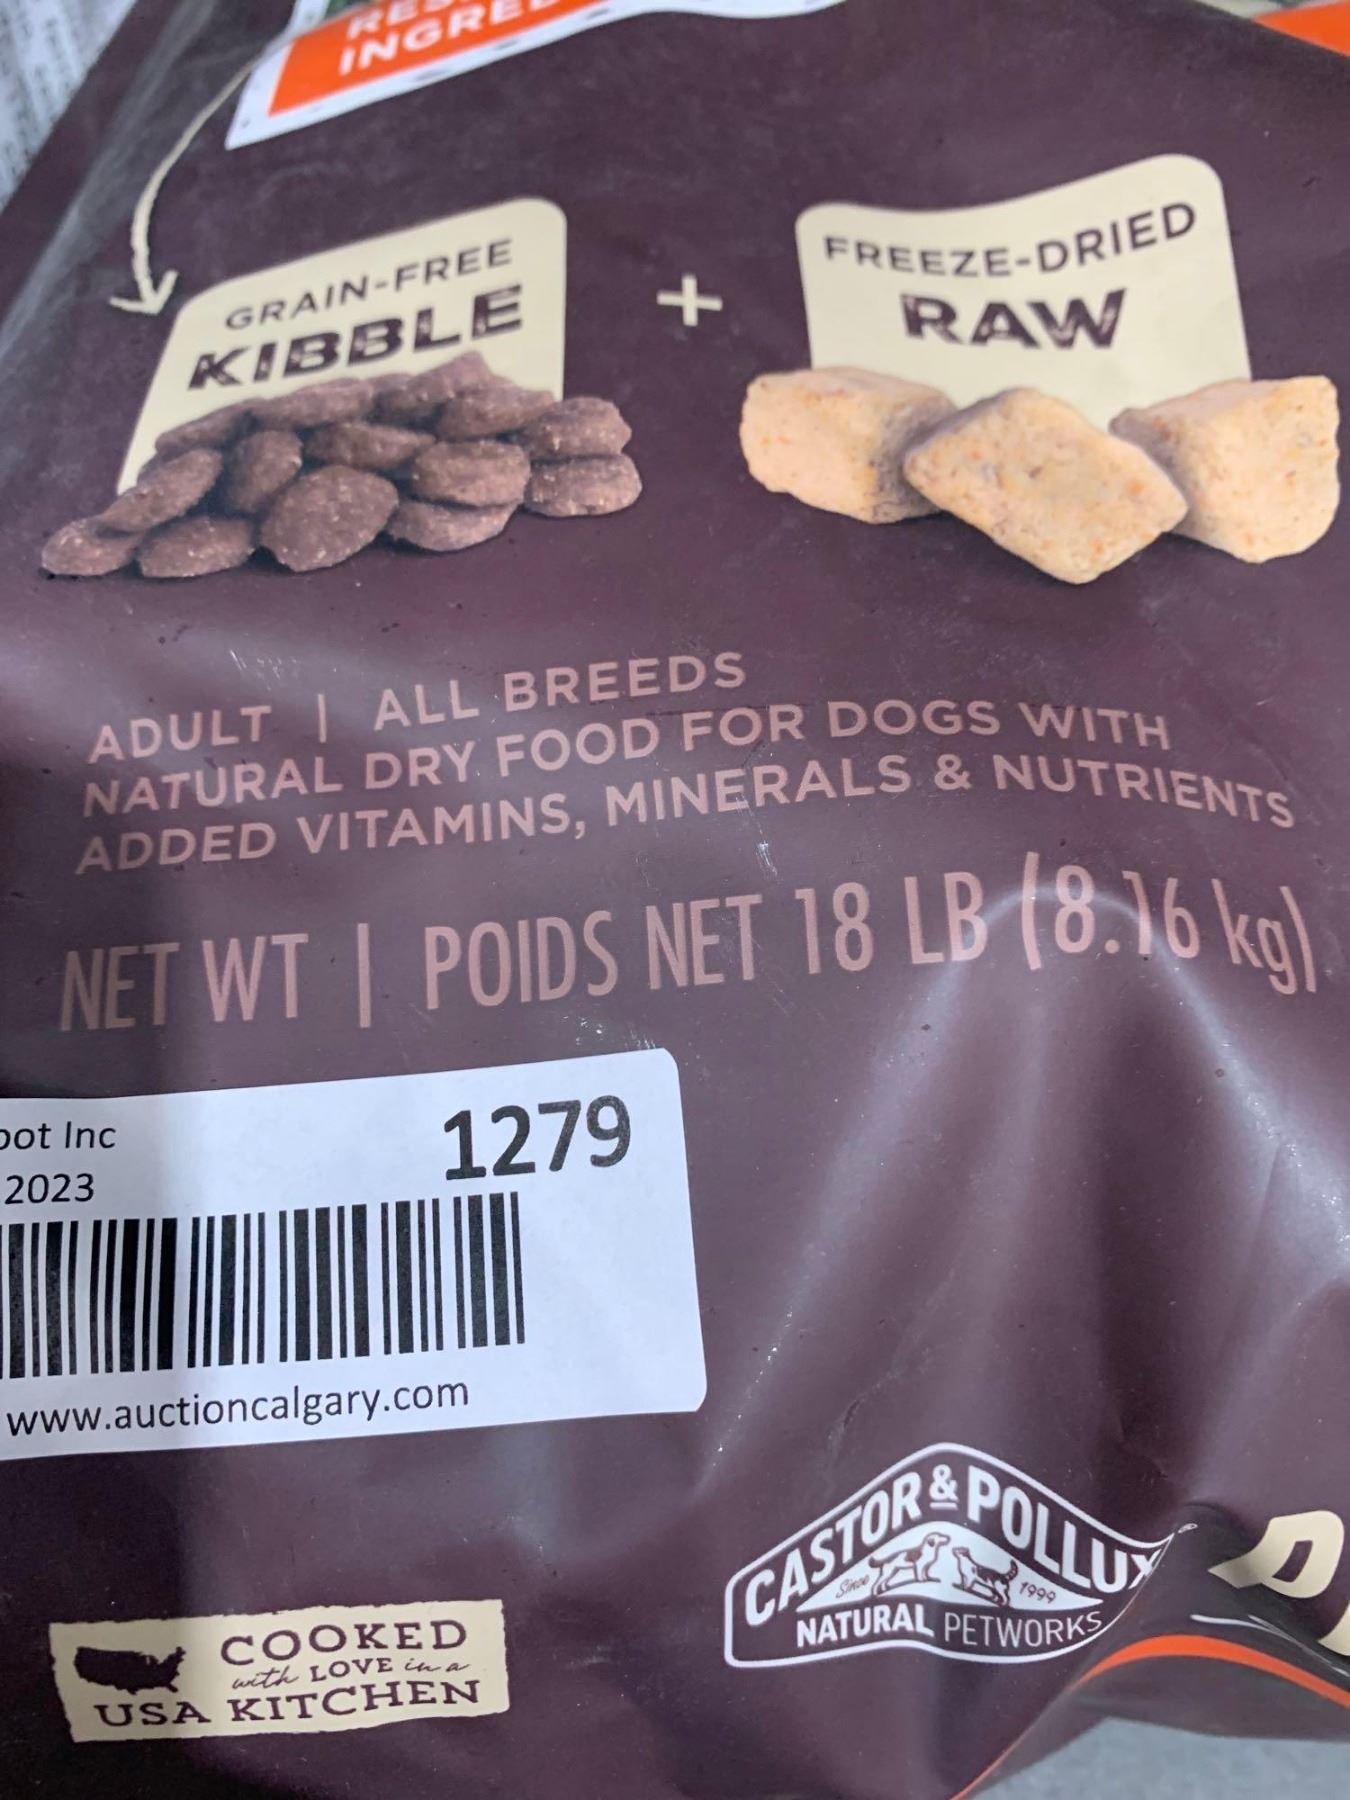 GRAIN-FREE
KIBBLE
+
FREEZE-DRIED
RAW
ADULT | ALL BREEDS
NATURAL DRY FOOD FOR DOGS WITH
ADDED VITAMINS, MINERALS & NUTRIENTS
NET WT | POIDS NET 18 LB (8.16 kg)
Inc
1279
2023
www.auctioncalgary.com
CASTOR & POLLUX
Since 1999
NATURAL PETWORKS
COOKED
with LOVE in a
USA KITCHEN